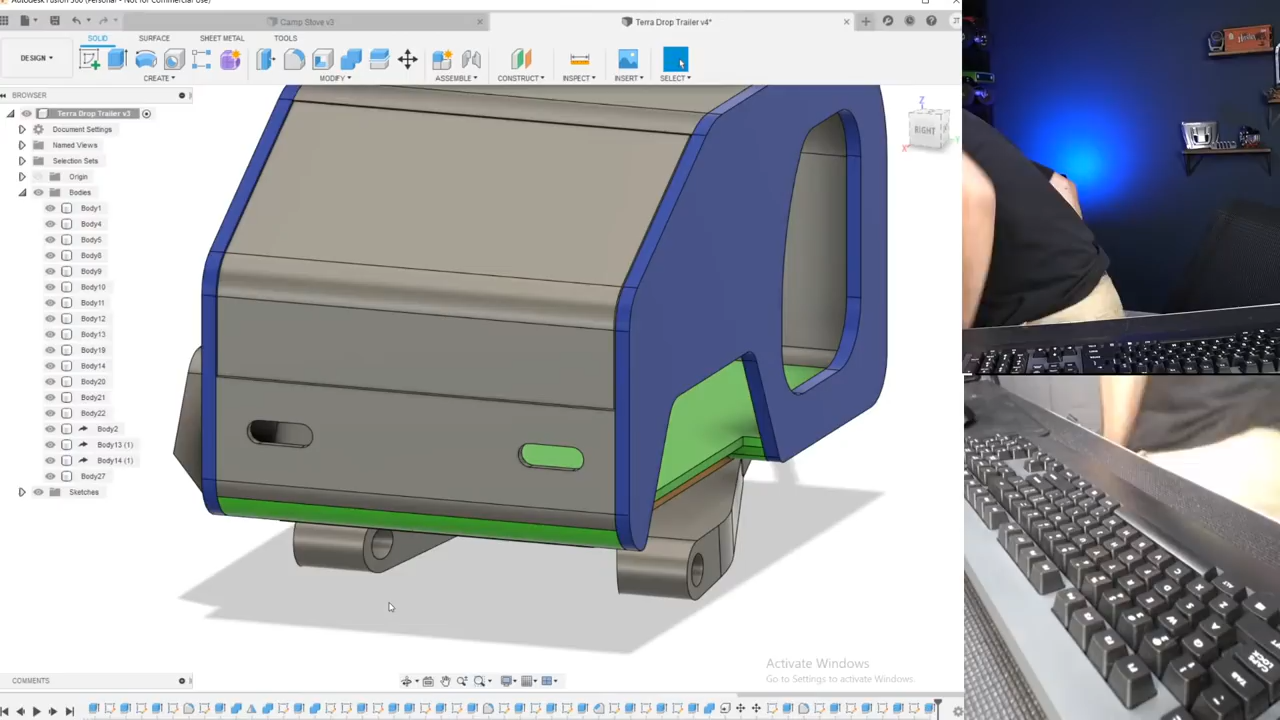 Autodesk Fusion 360 (Personal - Not for Commercial Use)
Camp Stove v3
Terra Drop Trailer v4*
SOLID
SURFACE
SHEET METAL
TOOLS
DESIGN
CREATE
MODIFY
ASSEMBLE
CONSTRUCT
INSPECT
INSERT
SELECT
BROWSER
Terra Drop Trailer v3
Document Settings
Named Views
Selection Sets
Origin
Bodies
Body1
Body4
Body5
Body8
Body9
Body10
Body11
Body12
Body13
Body19
Body14
Body20
Body21
Body22
Body2
Body13 (1)
Body14 (1)
Body27
Sketches
Z
RIGHT
X
COMMENTS
Activate Windows
Go to Settings to activate Windows.